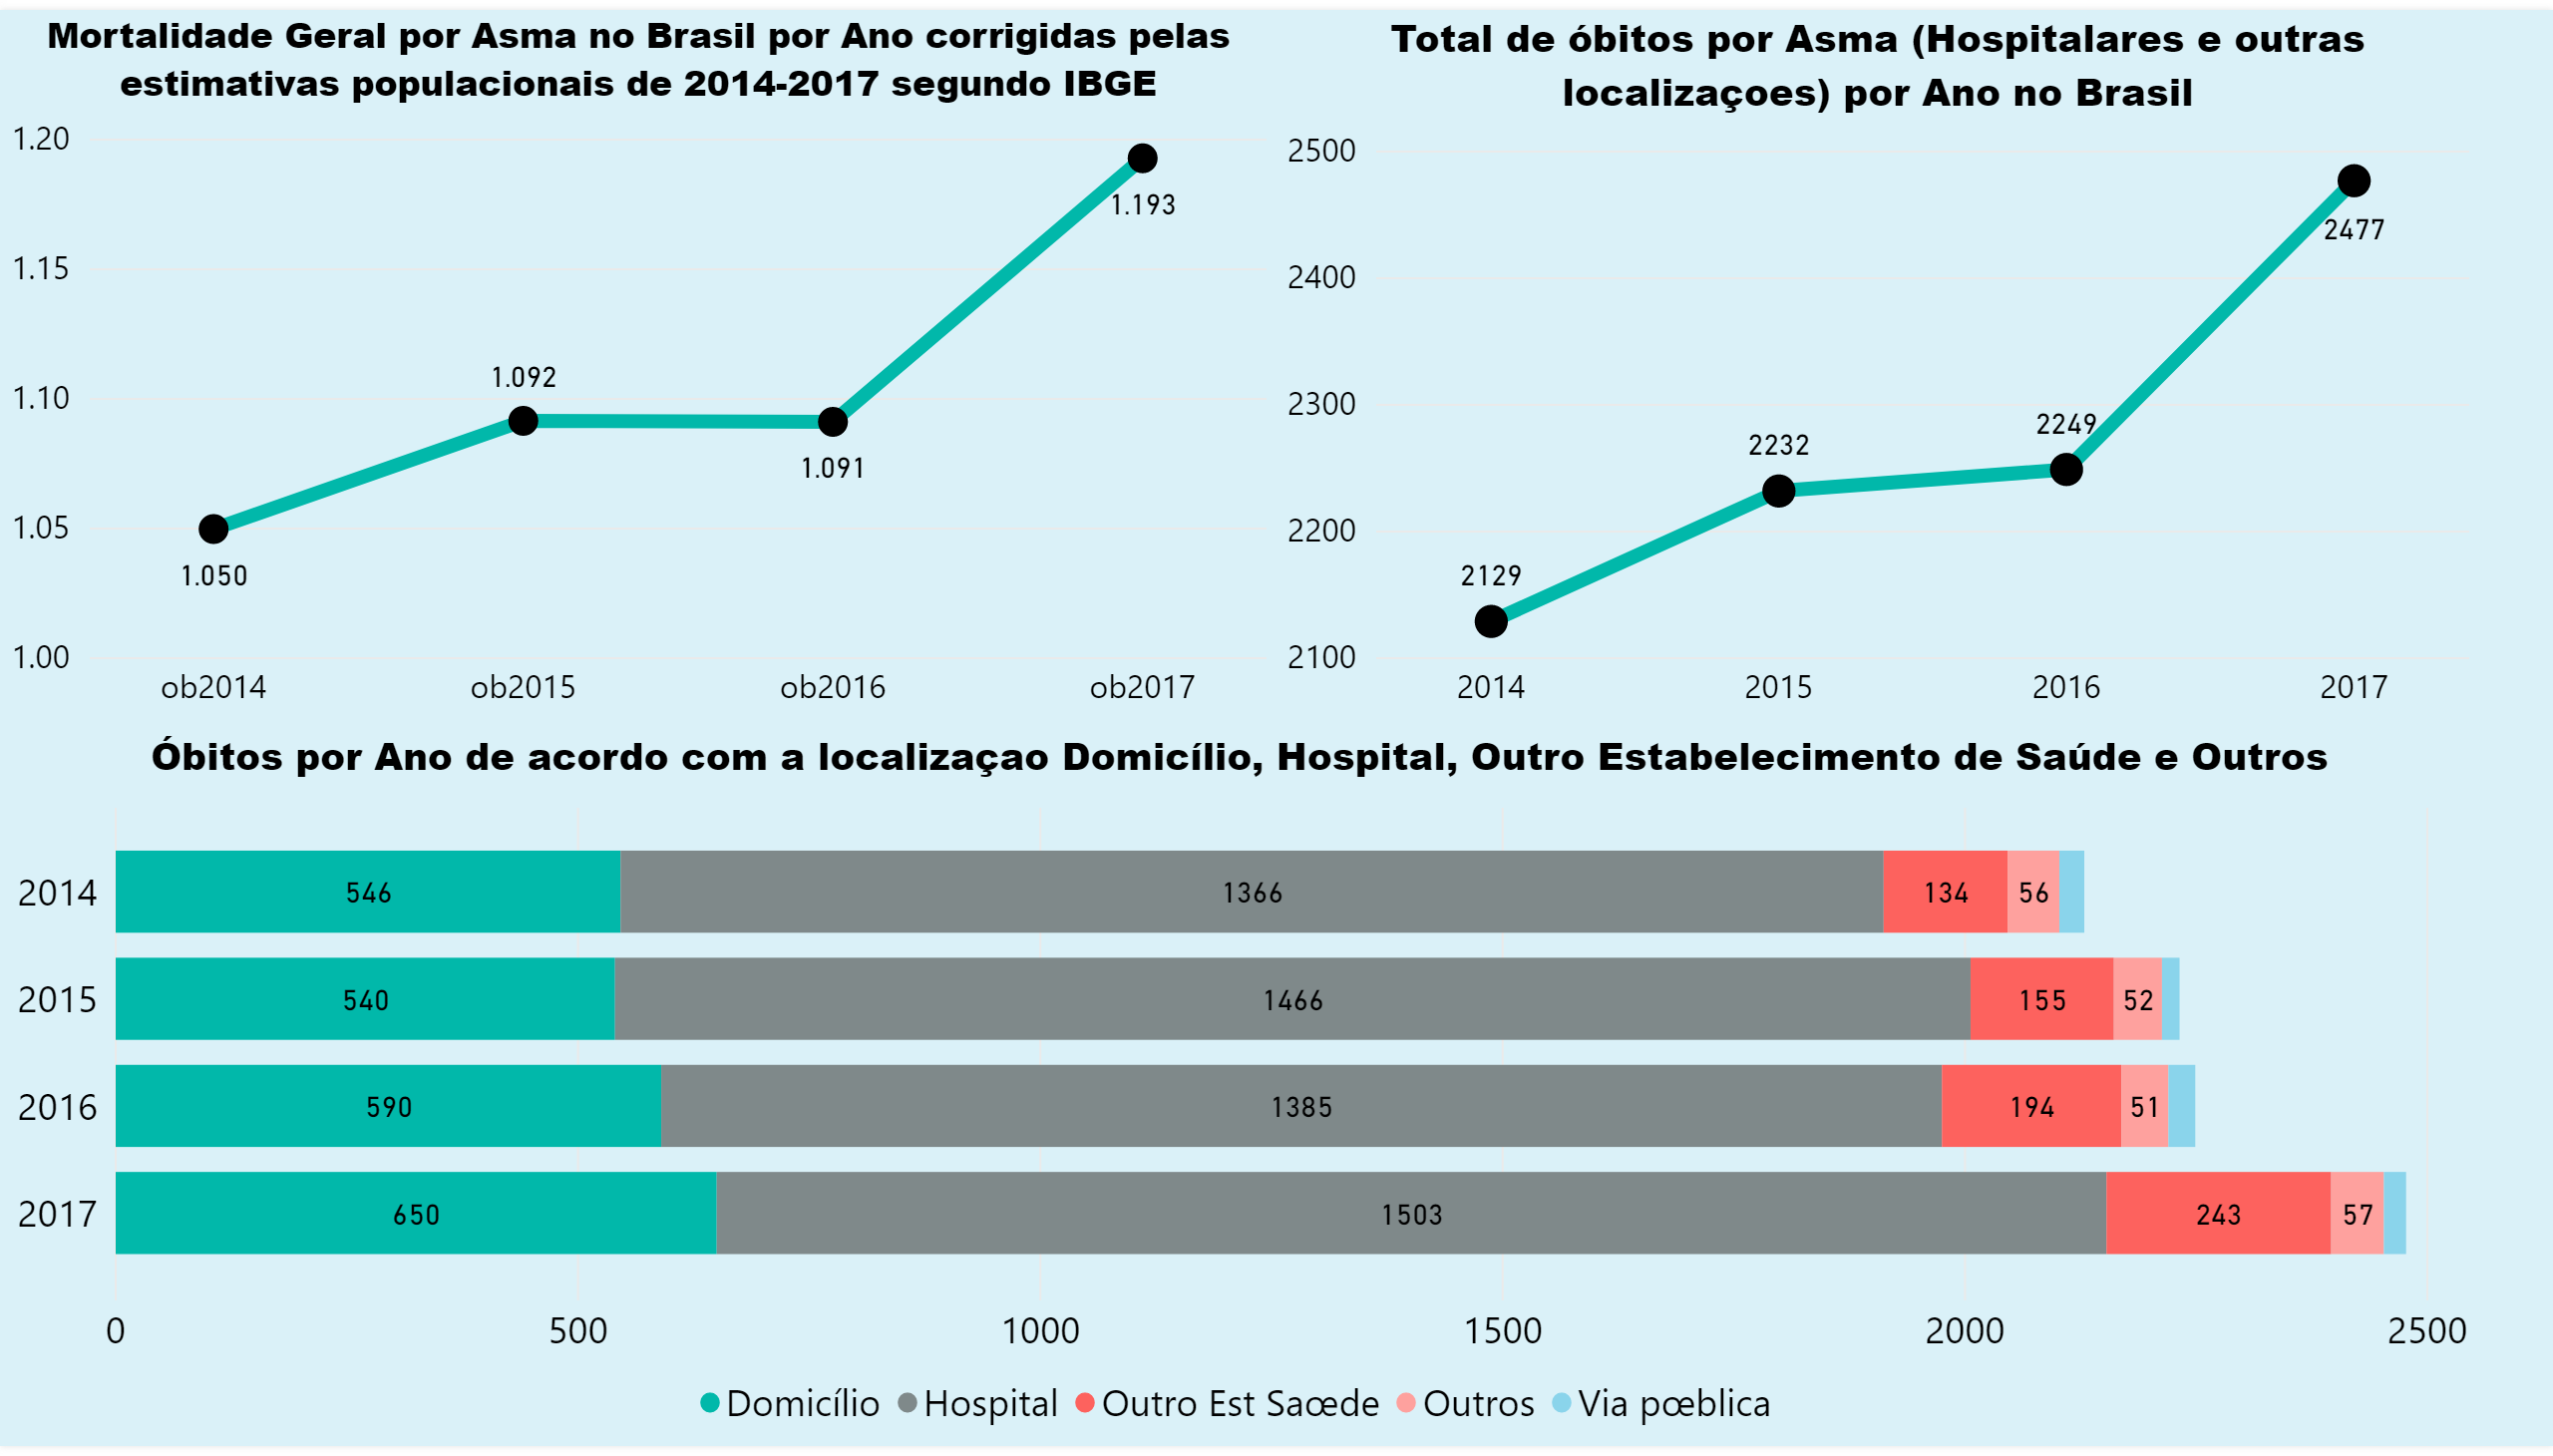 Mortalidade Geral por Asma no Brasil por Ano corrigidas pelas
estimativas populacionais de 2014-2017 segundo IBGE
1.20
1.15
1.10
1.05
1.00
1.050
1.092
1.091
1.193
ob2014
ob2015
ob2016
ob2017
Total de óbitos por Asma (Hospitalares e outras
localizaçoes) por Ano no Brasil
2500
2400
2300
2200
2100
2129
2232
2249
2477
2014
2015
2016
2017
Óbitos por Ano de acordo com a localizaçao Domicílio, Hospital, Outro Estabelecimento de Saúde e Outros
2014 546 1366 134 56
2015 540 1466 155 52
2016 590 1385 194 51
2017 650 1503 243 57
0 500 1000 1500 2000 2500
Domicílio Hospital Outro Est Saœde Outros Via pœblica